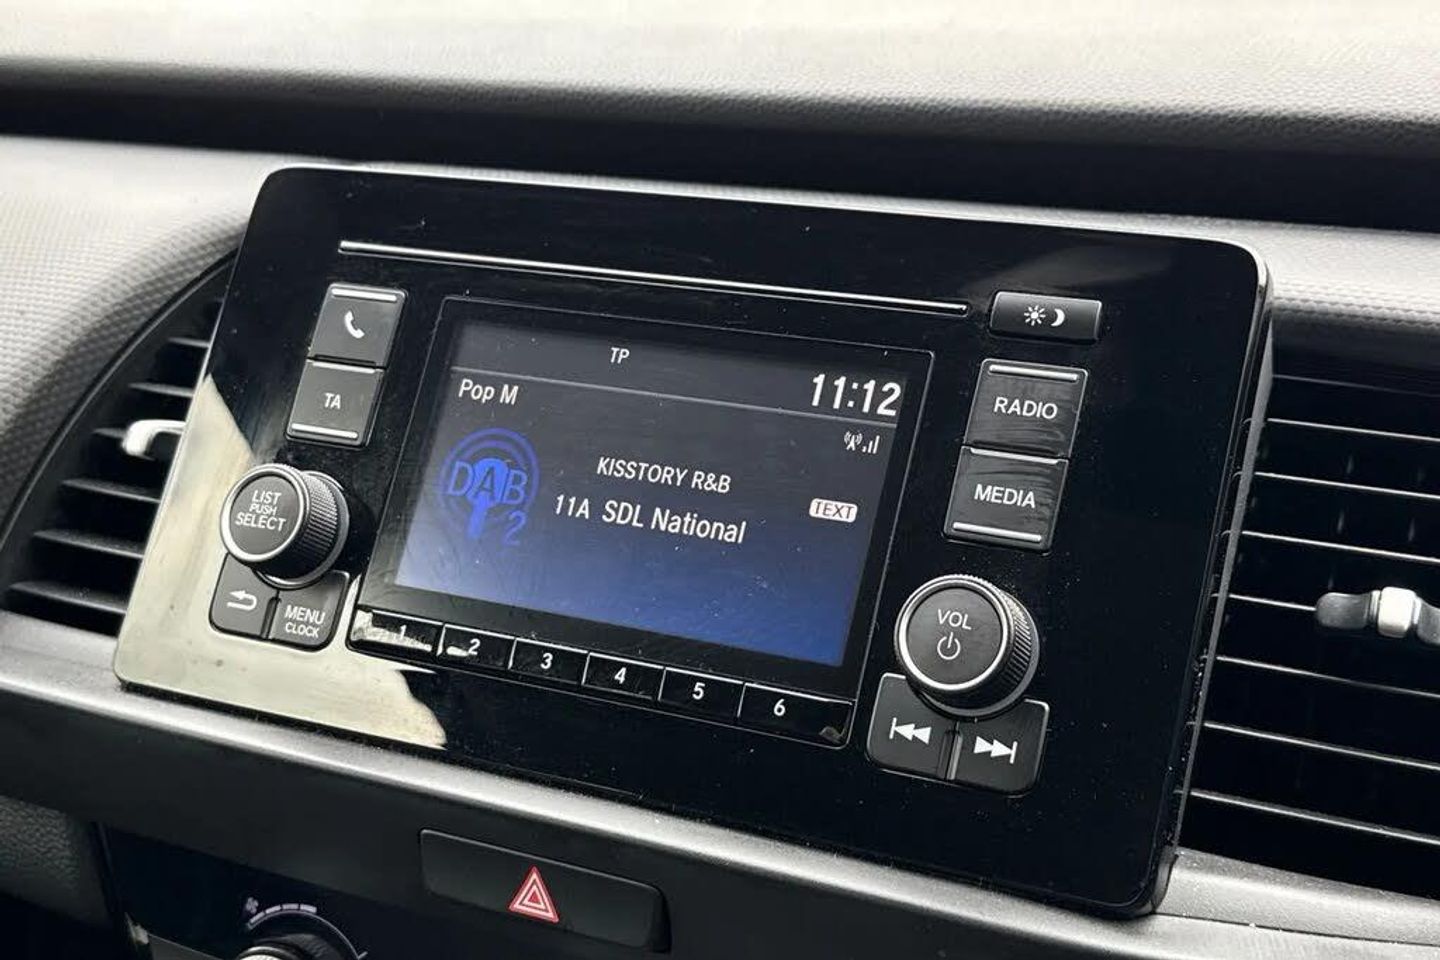 TP
Pop M
11:12
DAB
2
KISSTORY R&B
11A SDL National
TEXT
TA
LIST
PUSH
SELECT
MENU
CLOCK
1 2 3 4 5 6
RADIO
MEDIA
VOL